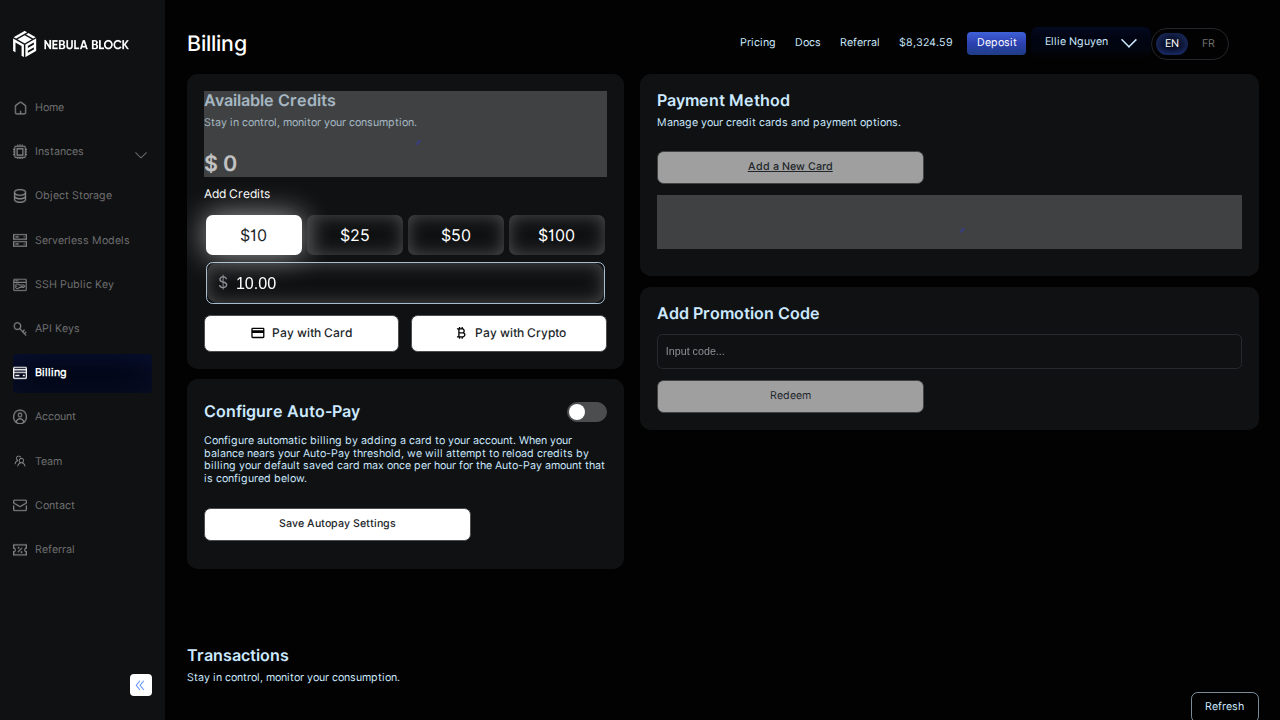 NEBULA BLOCK
Home
Instances
Object Storage
Serverless Models
SSH Public Key
API Keys
Billing
Account
Team
Contact
Referral
Billing
Pricing
Docs
Referral
$8,324.59
Deposit
Ellie Nguyen
EN
FR
Available Credits
Stay in control, monitor your consumption.
$ 0
Add Credits
$10
$25
$50
$100
$ 10.00
Pay with Card
Pay with Crypto
Configure Auto-Pay
Configure automatic billing by adding a card to your account. When your
balance nears your Auto-Pay threshold, we will attempt to reload credits by
billing your default saved card max once per hour for the Auto-Pay amount that
is configured below.
Save Autopay Settings
Payment Method
Manage your credit cards and payment options.
Add a New Card
Add Promotion Code
Input code...
Redeem
Transactions
Stay in control, monitor your consumption.
Refresh